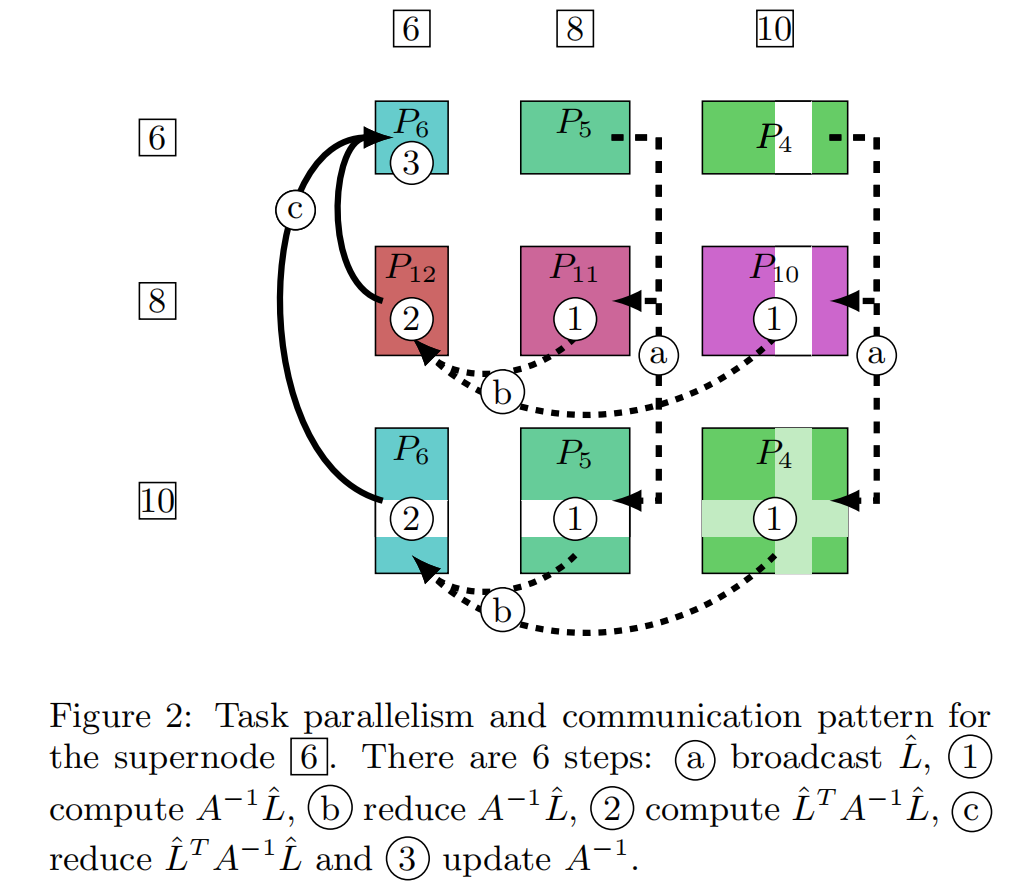 6 8 10
6 P₆ P₅ P₄
3
c
8 P₁₂ P₁₁ P₁₀
2 1 1
a a
b
10 P₆ P₅ P₄
2 1 1
b
Figure 2: Task parallelism and communication pattern for
the supernode 6. There are 6 steps: ⓐ broadcast L̂, ①
compute A⁻¹L̂, ⓑ reduce A⁻¹L̂, ② compute L̂ᵀA⁻¹L̂, ⓒ
reduce L̂ᵀA⁻¹L̂ and ③ update A⁻¹.